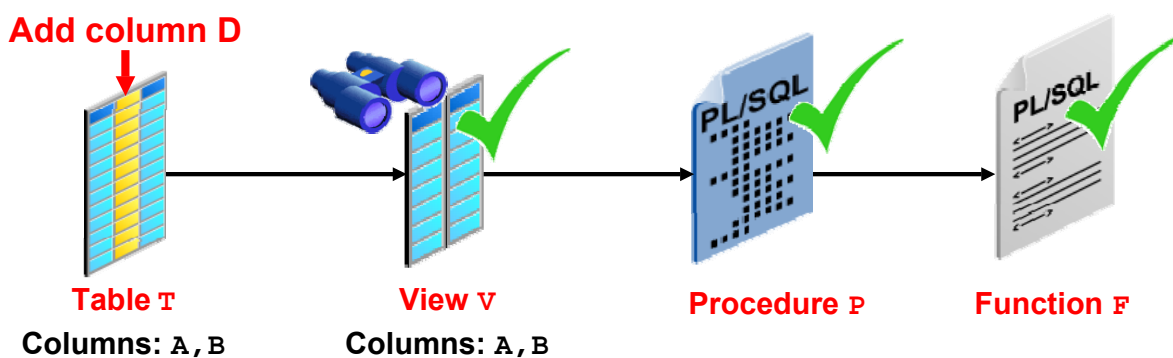 Add column D
PL/SQL
PL/SQL
Table T
View V
Procedure P
Function F
Columns: A,B
Columns: A,B